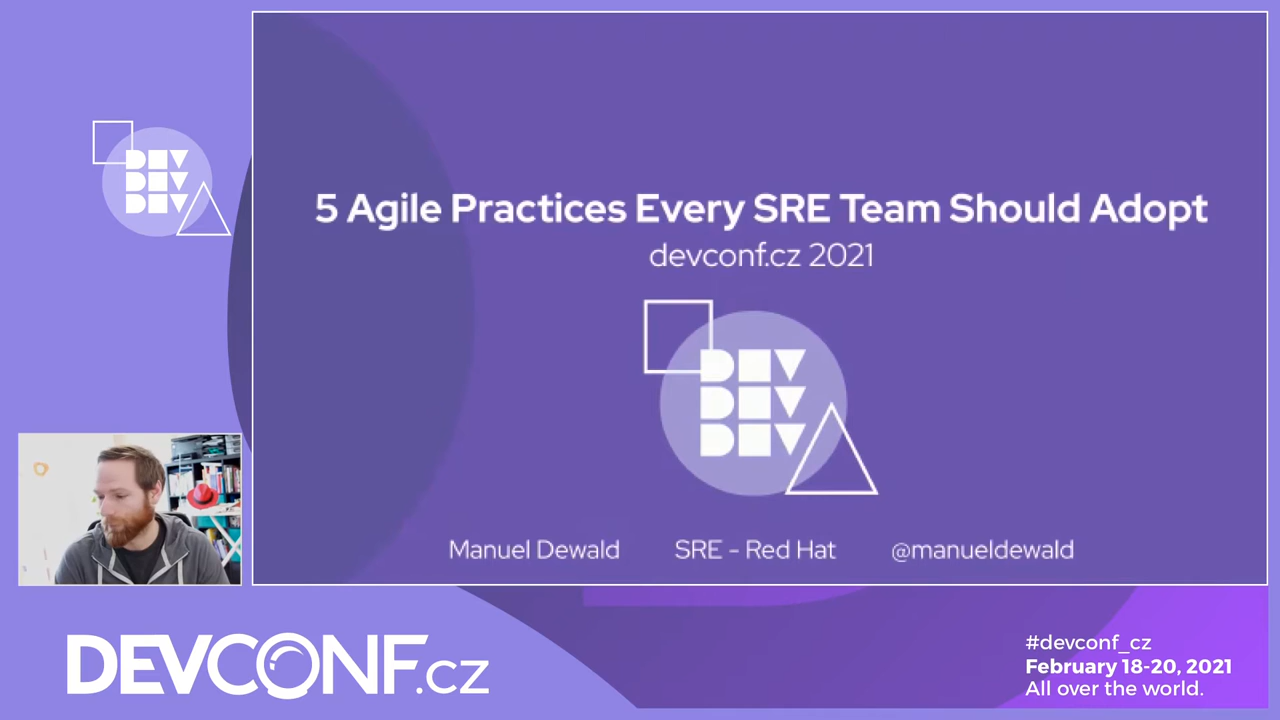 DEV
DEV
DEV
5 Agile Practices Every SRE Team Should Adopt
devconf.cz 2021
DEV
DEV
DEV
Manuel Dewald
SRE - Red Hat
@manueldewald
DEVCONF.cz
#devconf_cz
February 18-20, 2021
All over the world.